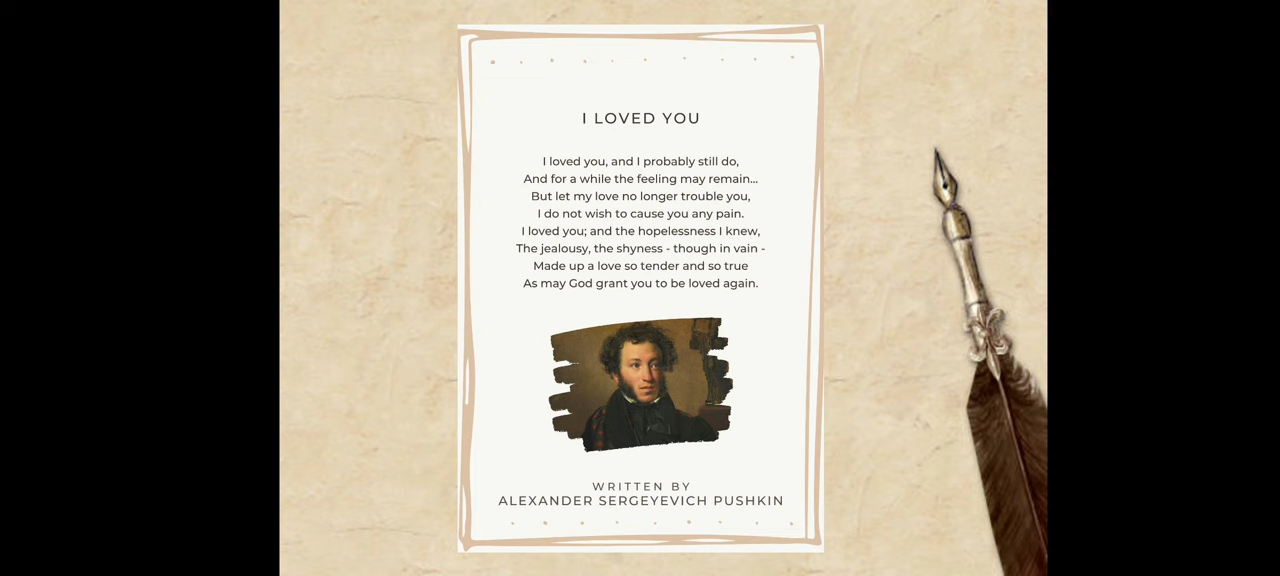 I LOVED YOU
I loved you, and I probably still do,
And for a while the feeling may remain...
But let my love no longer trouble you,
I do not wish to cause you any pain.
I loved you; and the hopelessness I knew,
The jealousy, the shyness - though in vain -
Made up a love so tender and so true
As may God grant you to be loved again.
WRITTEN BY
ALEXANDER SERGEYEVICH PUSHKIN